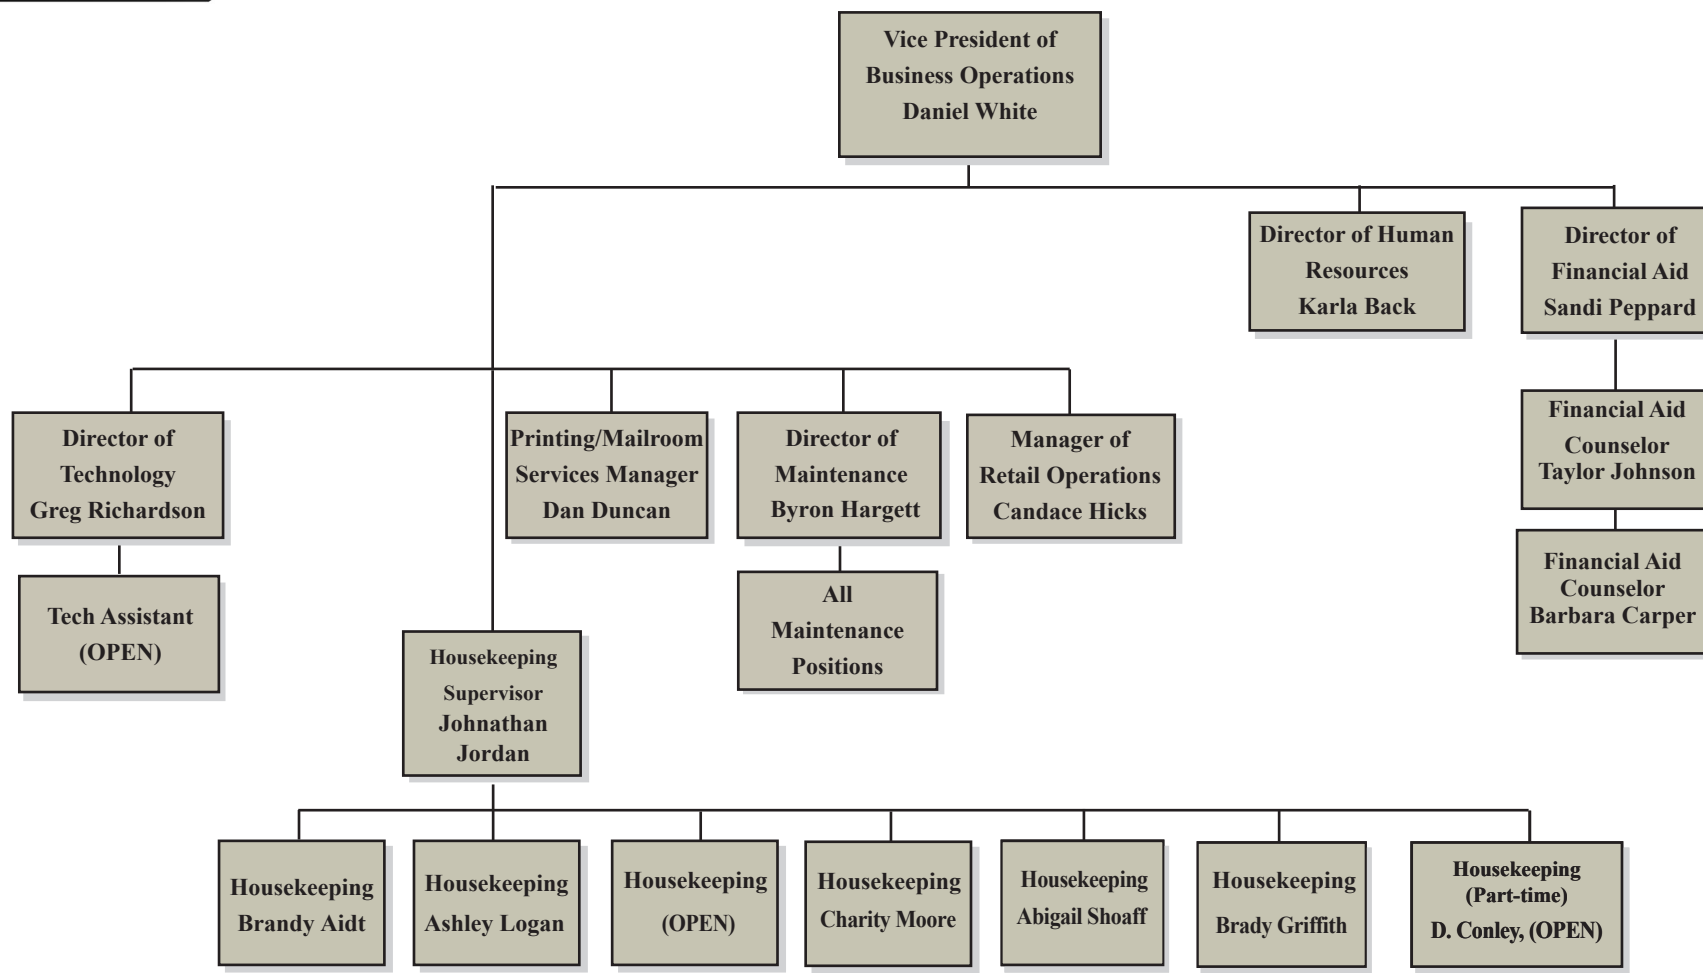 Vice President of
Business Operations
Daniel White
Director of Human
Resources
Karla Back
Director of
Financial Aid
Sandi Peppard
Director of
Technology
Greg Richardson
Printing/Mailroom
Services Manager
Dan Duncan
Director of
Maintenance
Byron Hargett
Manager of
Retail Operations
Candace Hicks
Financial Aid
Counselor
Taylor Johnson
Tech Assistant
(OPEN)
All
Maintenance
Positions
Financial Aid
Counselor
Barbara Carper
Housekeeping
Supervisor
Johnathan
Jordan
Housekeeping
Brandy Aidt
Housekeeping
Ashley Logan
Housekeeping
(OPEN)
Housekeeping
Charity Moore
Housekeeping
Abigail Shoaff
Housekeeping
Brady Griffith
Housekeeping
(Part-time)
D. Conley, (OPEN)